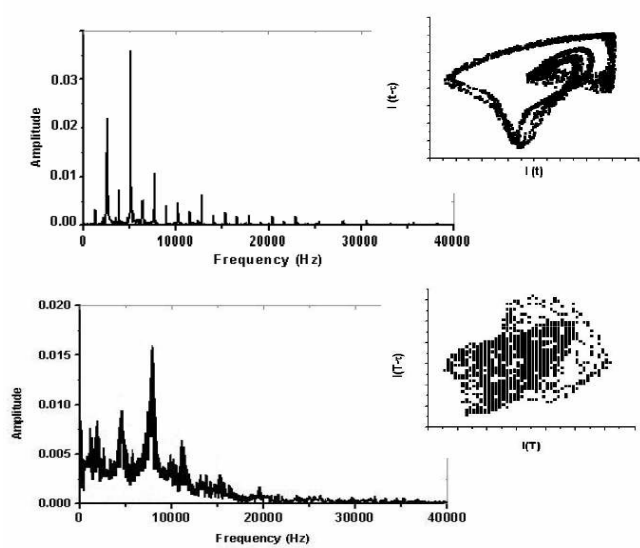 0.03
0.02
0.01
0.00
Amplitude
0 10000 20000 30000 40000
Frequency (Hz)
I (t-τ)
I (t)
0.020
0.015
0.010
0.005
0.000
Amplitude
0 10000 20000 30000 40000
Frequency (Hz)
I(T-τ)
I(T)